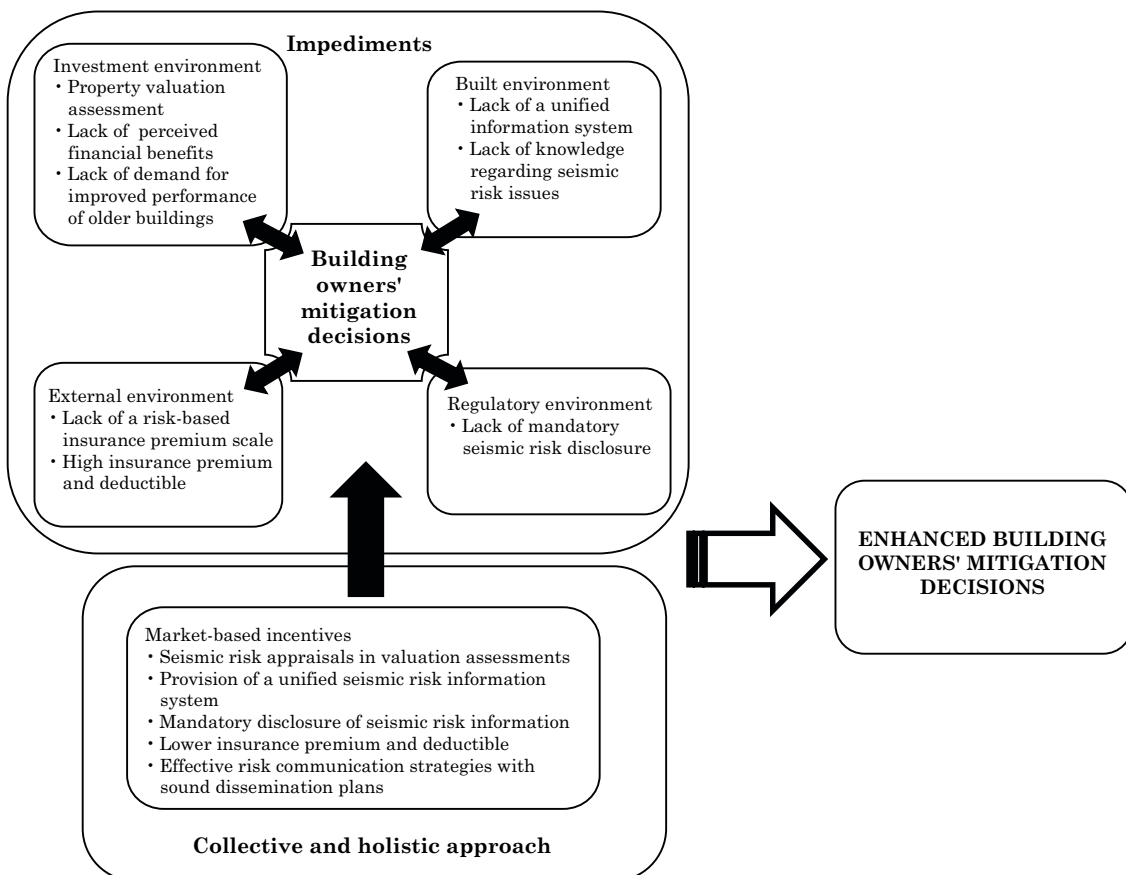 Impediments
Investment environment
• Property valuation
assessment
• Lack of perceived
financial benefits
• Lack of demand for
improved performance
of older buildings
Built environment
• Lack of a unified
information system
• Lack of knowledge
regarding seismic
risk issues
Building
owners'
mitigation
decisions
External environment
• Lack of a risk-based
insurance premium scale
• High insurance premium
and deductible
Regulatory environment
• Lack of mandatory
seismic risk disclosure
ENHANCED BUILDING
OWNERS' MITIGATION
DECISIONS
Market-based incentives
• Seismic risk appraisals in valuation assessments
• Provision of a unified seismic risk information
system
• Mandatory disclosure of seismic risk information
• Lower insurance premium and deductible
• Effective risk communication strategies with
sound dissemination plans
Collective and holistic approach